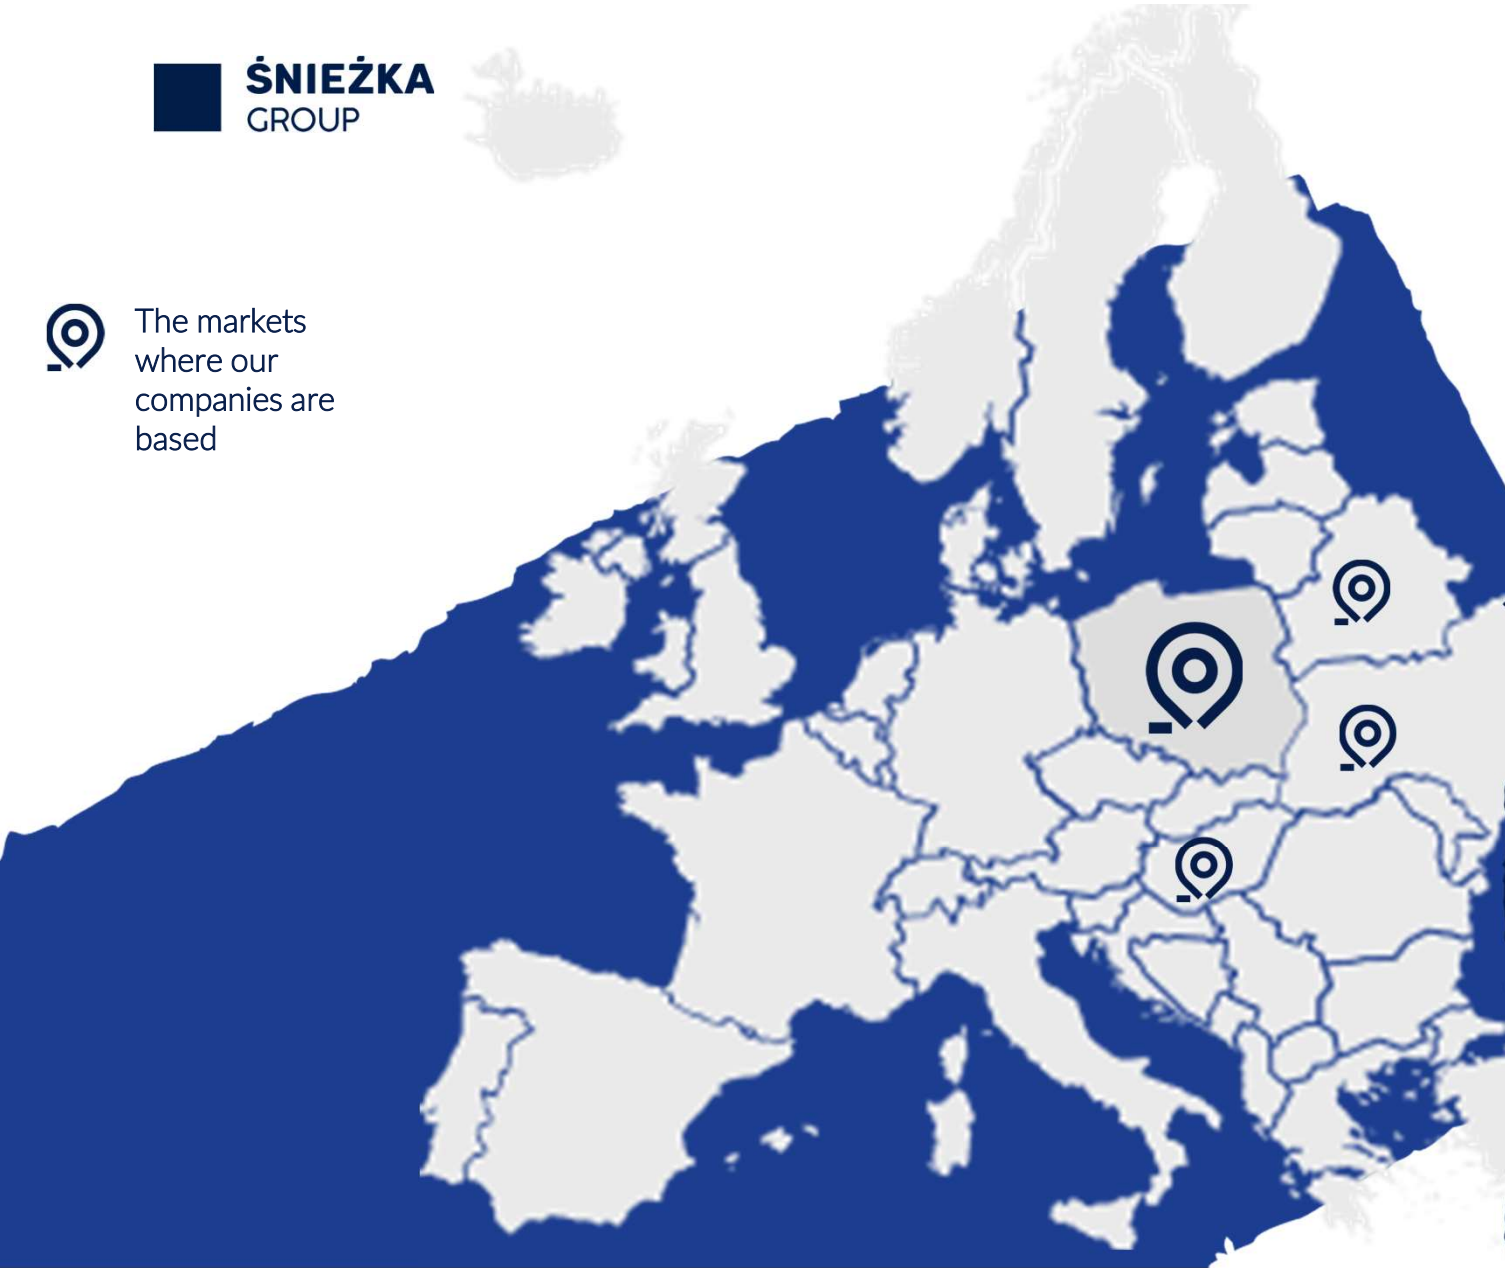 ŚNIEŻKA
GROUP
The markets
where our
companies are
based